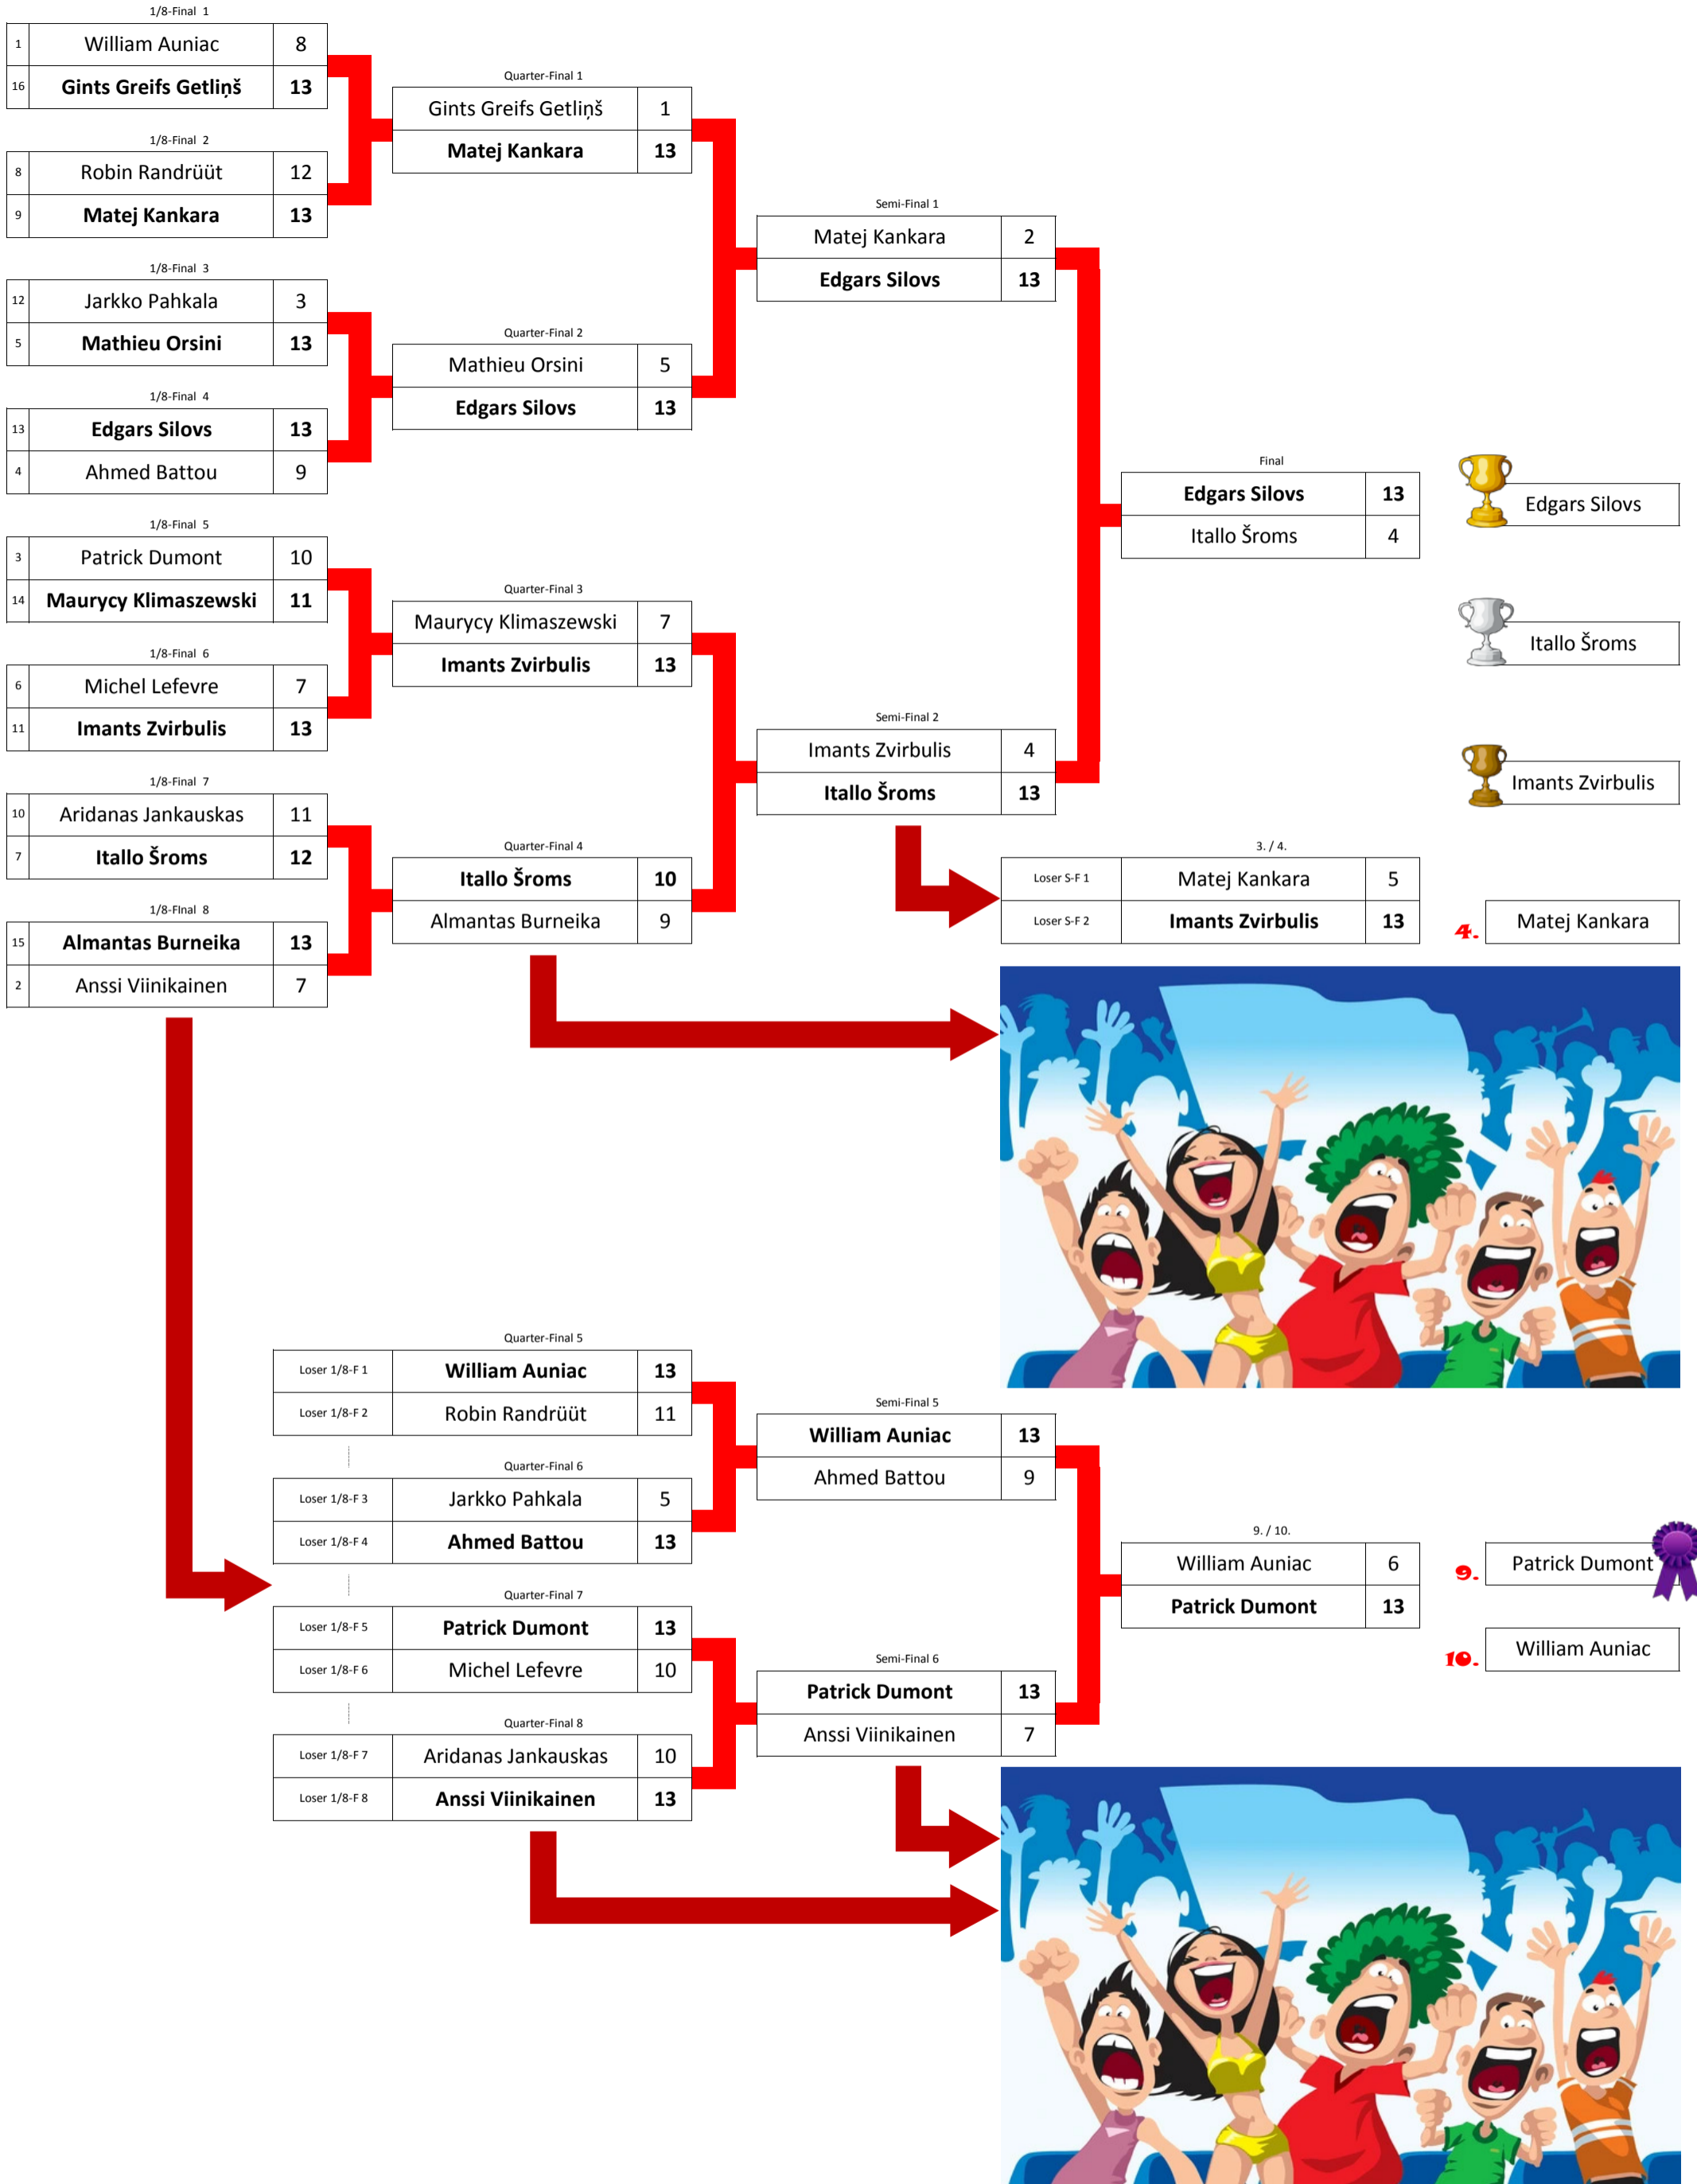 1/8-Final 1
1 William Auniac 8
16 Gints Greifs Getliņš 13
1/8-Final 2
8 Robin Randrüüt 12
9 Matej Kankara 13
1/8-Final 3
12 Jarkko Pahkala 3
5 Mathieu Orsini 13
1/8-Final 4
13 Edgars Silovs 13
4 Ahmed Battou 9
1/8-Final 5
3 Patrick Dumont 10
14 Maurycy Klimaszewski 11
1/8-Final 6
6 Michel Lefevre 7
11 Imants Zvirbulis 13
1/8-Final 7
10 Aridanas Jankauskas 11
7 Itallo Šroms 12
1/8-FInal 8
15 Almantas Burneika 13
2 Anssi Viinikainen 7
Quarter-Final 1
Gints Greifs Getliņš 1
Matej Kankara 13
Quarter-Final 2
Mathieu Orsini 5
Edgars Silovs 13
Quarter-Final 3
Maurycy Klimaszewski 7
Imants Zvirbulis 13
Quarter-Final 4
Itallo Šroms 10
Almantas Burneika 9
Semi-Final 1
Matej Kankara 2
Edgars Silovs 13
Semi-Final 2
Imants Zvirbulis 4
Itallo Šroms 13
Final
Edgars Silovs 13
Itallo Šroms 4
Edgars Silovs
Itallo Šroms
Imants Zvirbulis
3. / 4.
Loser S-F 1 Matej Kankara 5
Loser S-F 2 Imants Zvirbulis 13
4. Matej Kankara
Quarter-Final 5
Loser 1/8-F 1 William Auniac 13
Loser 1/8-F 2 Robin Randrüüt 11
Quarter-Final 6
Loser 1/8-F 3 Jarkko Pahkala 5
Loser 1/8-F 4 Ahmed Battou 13
Quarter-Final 7
Loser 1/8-F 5 Patrick Dumont 13
Loser 1/8-F 6 Michel Lefevre 10
Quarter-Final 8
Loser 1/8-F 7 Aridanas Jankauskas 10
Loser 1/8-F 8 Anssi Viinikainen 13
Semi-Final 5
William Auniac 13
Ahmed Battou 9
Semi-Final 6
Patrick Dumont 13
Anssi Viinikainen 7
9. / 10.
William Auniac 6
Patrick Dumont 13
9. Patrick Dumont
10. William Auniac